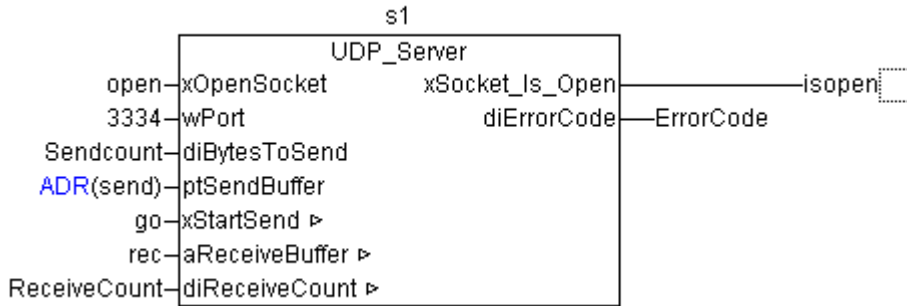 s1
UDP_Server
open xOpenSocket xSocket_Is_Open isopen
3334 wPort diErrorCode ErrorCode
Sendcount diBytesToSend
ADR(send) ptSendBuffer
go xStartSend
rec aReceiveBuffer
ReceiveCount diReceiveCount